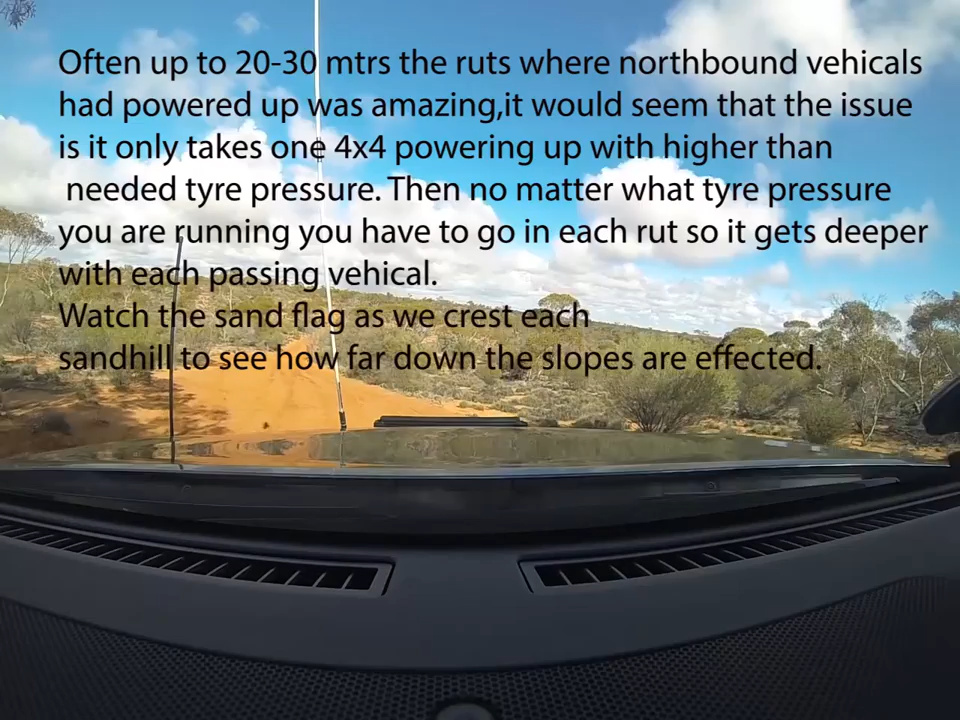 Often up to 20-30 mtrs the ruts where northbound vehicals
had powered up was amazing,it would seem that the issue
is it only takes one 4x4 powering up with higher than
needed tyre pressure. Then no matter what tyre pressure
you are running you have to go in each rut so it gets deeper
with each passing vehical.
Watch the sand flag as we crest each
sandhill to see how far down the slopes are effected.